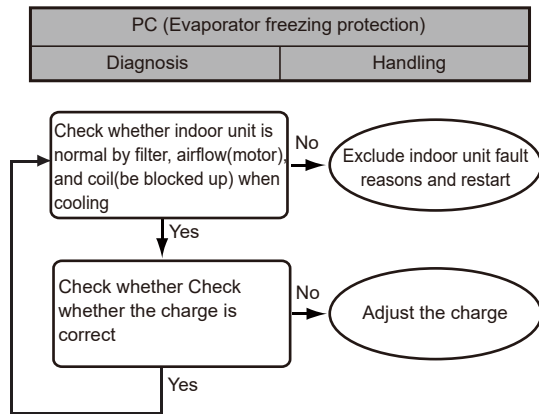 PC (Evaporator freezing protection)
Diagnosis
Handling
Check whether indoor unit is
normal by filter, airflow(motor),
and coil(be blocked up) when
cooling
No
Exclude indoor unit fault
reasons and restart
Yes
Check whether Check
whether the charge is
correct
No
Adjust the charge
Yes